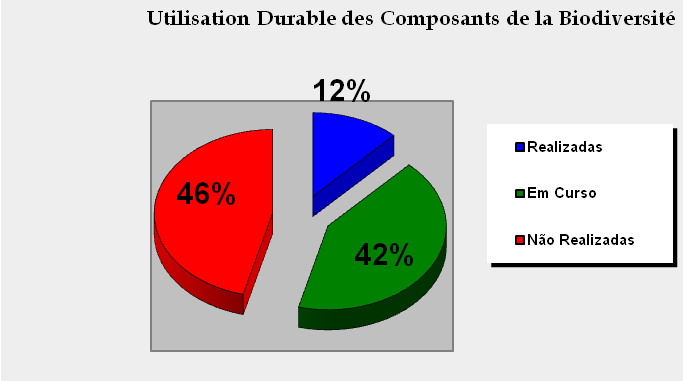 Utilisation Durable des Composants de la Biodiversité
12%
46%
42%
Realizadas
Em Curso
Não Realizadas